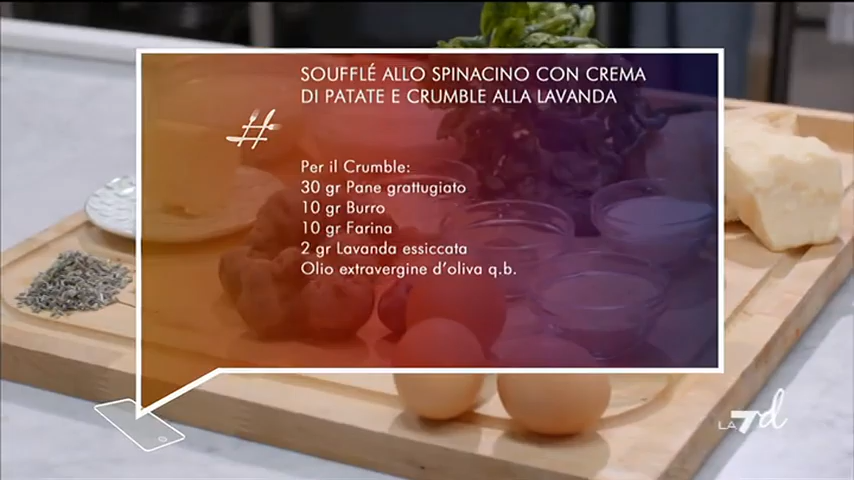 SOUFFLÉ ALLO SPINACINO CON CREMA
DI PATATE E CRUMBLE ALLA LAVANDA
Per il Crumble:
30 gr Pane grattugiato
10 gr Burro
10 gr Farina
2 gr Lavanda essiccata
Olio extravergine d'oliva q.b.
LA7d